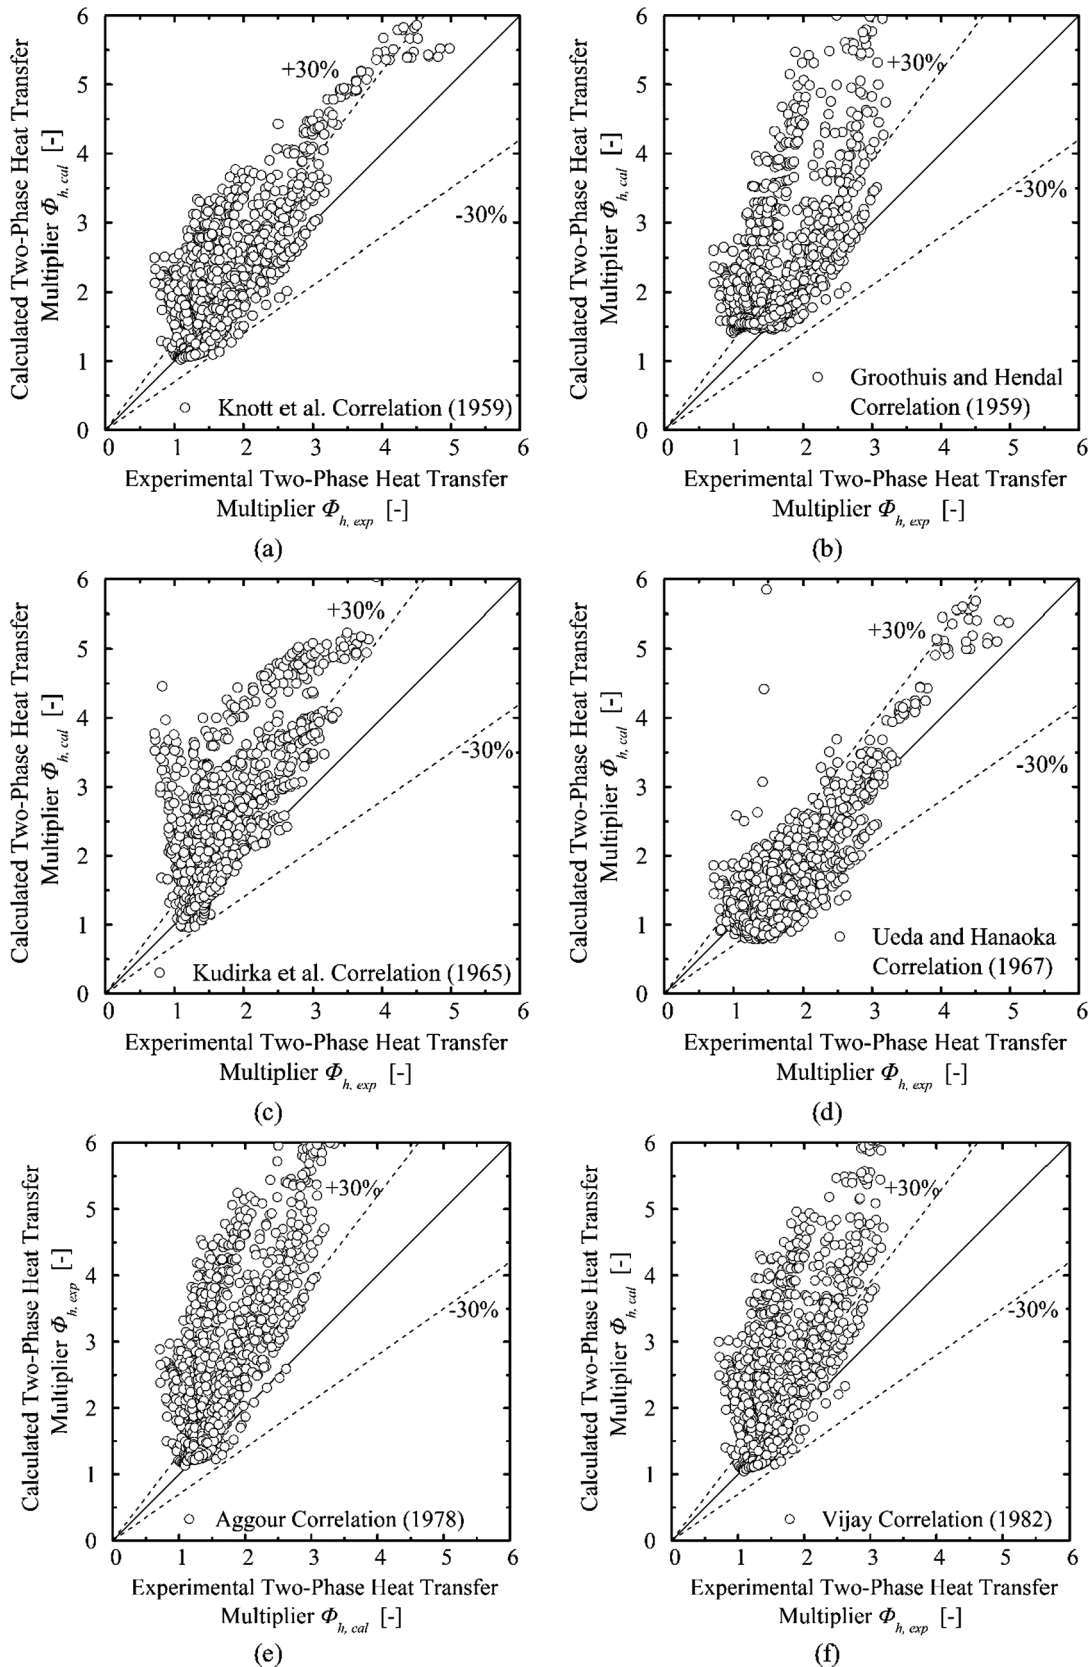 Calculated Two-Phase Heat Transfer
Multiplier Φh, cal [-]
6
5
4
3
2
1
0
+30%
-30%
Knott et al. Correlation (1959)
0 1 2 3 4 5 6
Experimental Two-Phase Heat Transfer
Multiplier Φh, exp [-]
(a)
Calculated Two-Phase Heat Transfer
Multiplier Φh, cal [-]
6
5
4
3
2
1
0
+30%
-30%
Groothuis and Hendal
Correlation (1959)
0 1 2 3 4 5 6
Experimental Two-Phase Heat Transfer
Multiplier Φh, exp [-]
(b)
Calculated Two-Phase Heat Transfer
Multiplier Φh, cal [-]
6
5
4
3
2
1
0
+30%
-30%
Kudirka et al. Correlation (1965)
0 1 2 3 4 5 6
Experimental Two-Phase Heat Transfer
Multiplier Φh, exp [-]
(c)
Calculated Two-Phase Heat Transfer
Multiplier Φh, cal [-]
6
5
4
3
2
1
0
+30%
-30%
Ueda and Hanaoka
Correlation (1967)
0 1 2 3 4 5 6
Experimental Two-Phase Heat Transfer
Multiplier Φh, exp [-]
(d)
Calculated Two-Phase Heat Transfer
Multiplier Φh, exp [-]
6
5
4
3
2
1
0
+30%
-30%
Aggour Correlation (1978)
0 1 2 3 4 5 6
Experimental Two-Phase Heat Transfer
Multiplier Φh, cal [-]
(e)
Calculated Two-Phase Heat Transfer
Multiplier Φh, cal [-]
6
5
4
3
2
1
0
+30%
-30%
Vijay Correlation (1982)
0 1 2 3 4 5 6
Experimental Two-Phase Heat Transfer
Multiplier Φh, exp [-]
(f)